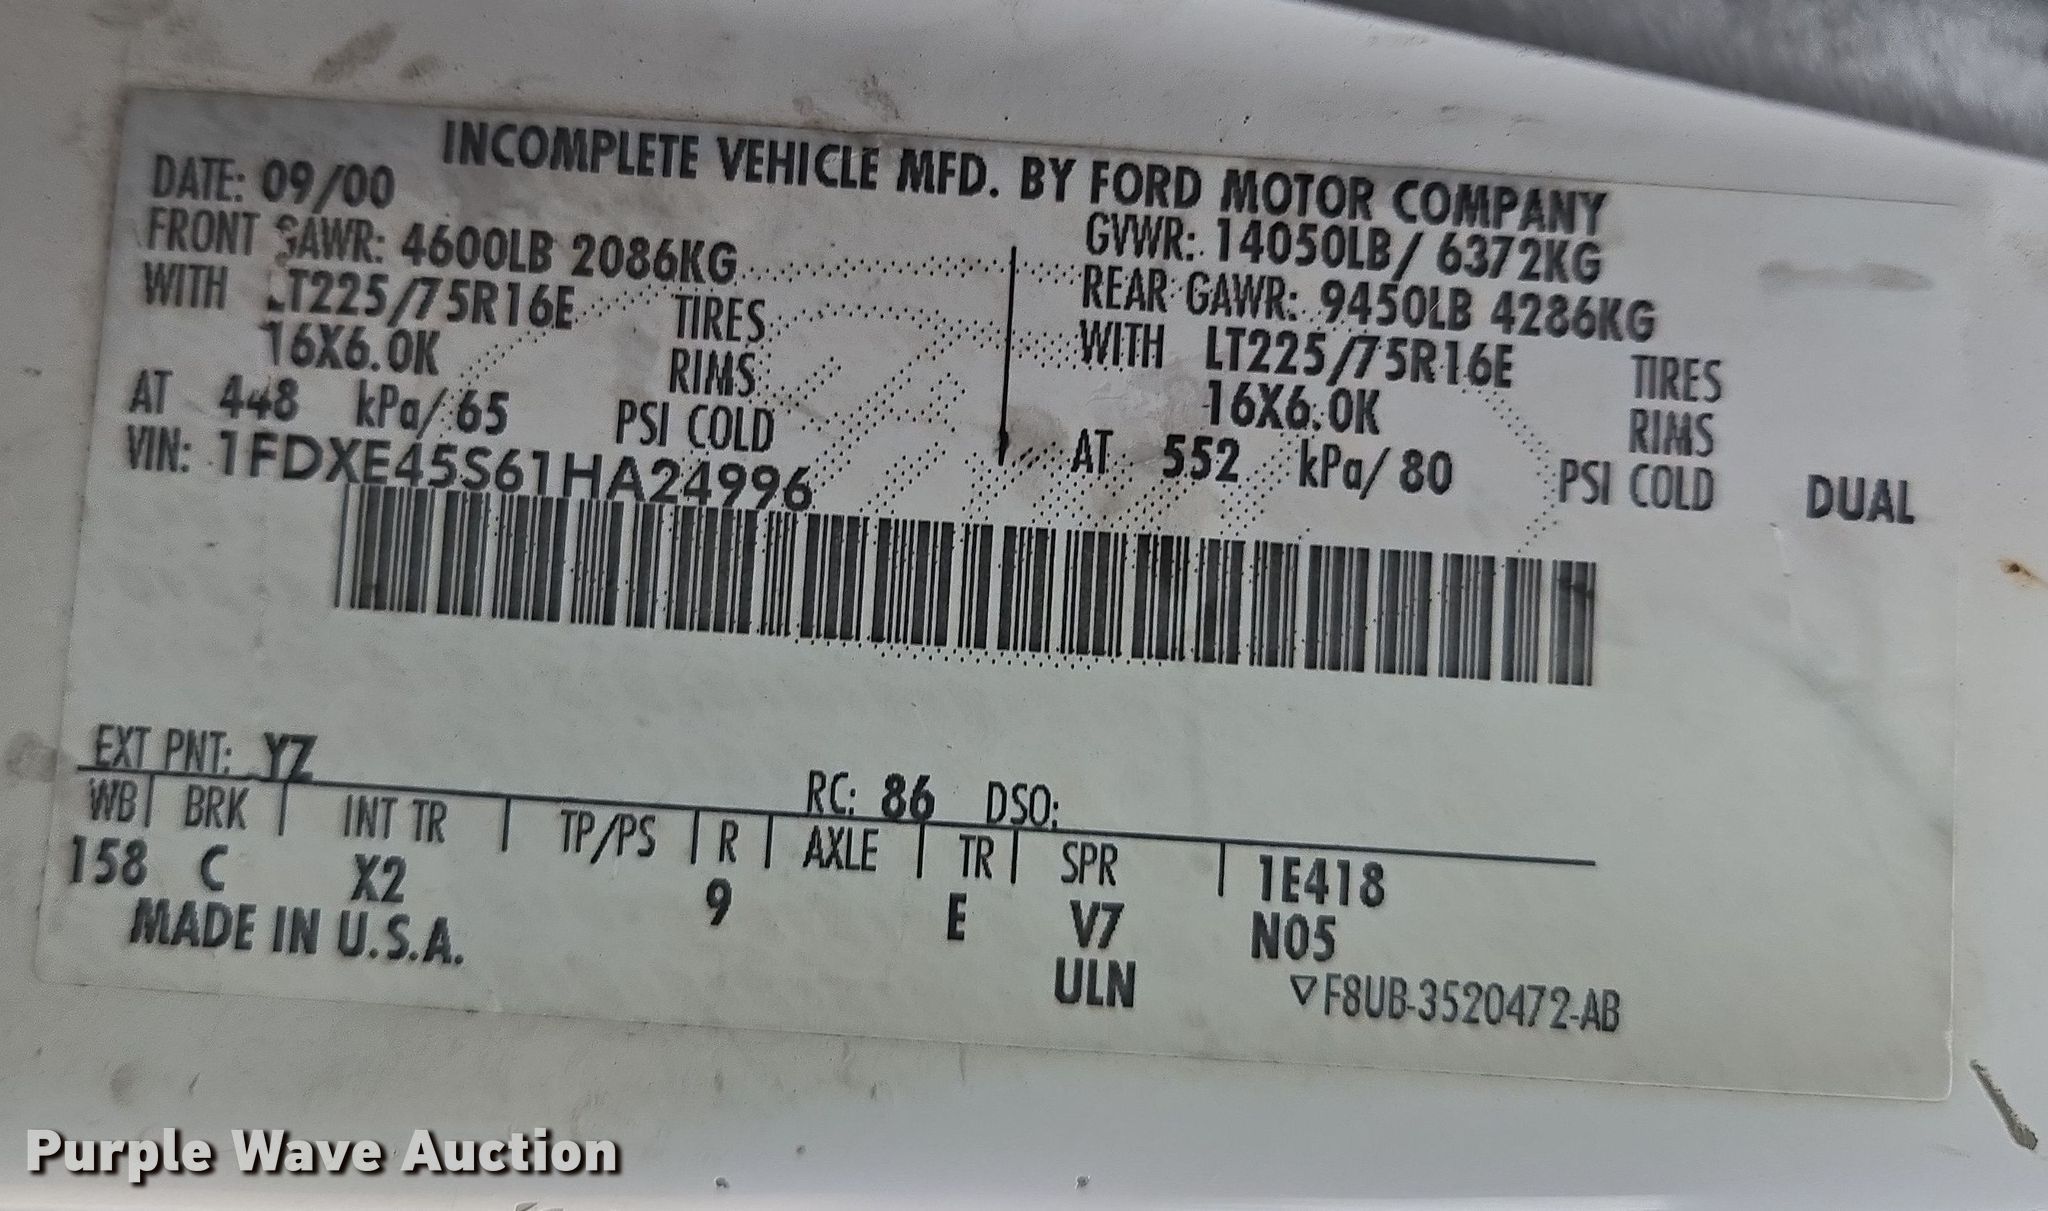 INCOMPLETE VEHICLE MFD. BY FORD MOTOR COMPANY
DATE: 09/00 GVWR: 14050LB/ 6372KG
FRONT GAWR: 4600LB 2086KG REAR GAWR: 9450LB 4286KG
WITH LT225/75R16E TIRES WITH LT225/75R16E TIRES
16X6.0K RIMS 16X6.0K RIMS
AT 448 kPa/ 65 PSI COLD AT 552 kPa/ 80 PSI COLD DUAL
VIN: 1FDXE45S61HA24996
EXT PNT: YZ RC: 86 DSO:
WB | BRK | INT TR | TP/PS | R | AXLE | TR | SPR | 1E418
158 C X2 9 E V7 N05
MADE IN U.S.A. ULN ▽F8UB-3520472-AB
Purple Wave Auction